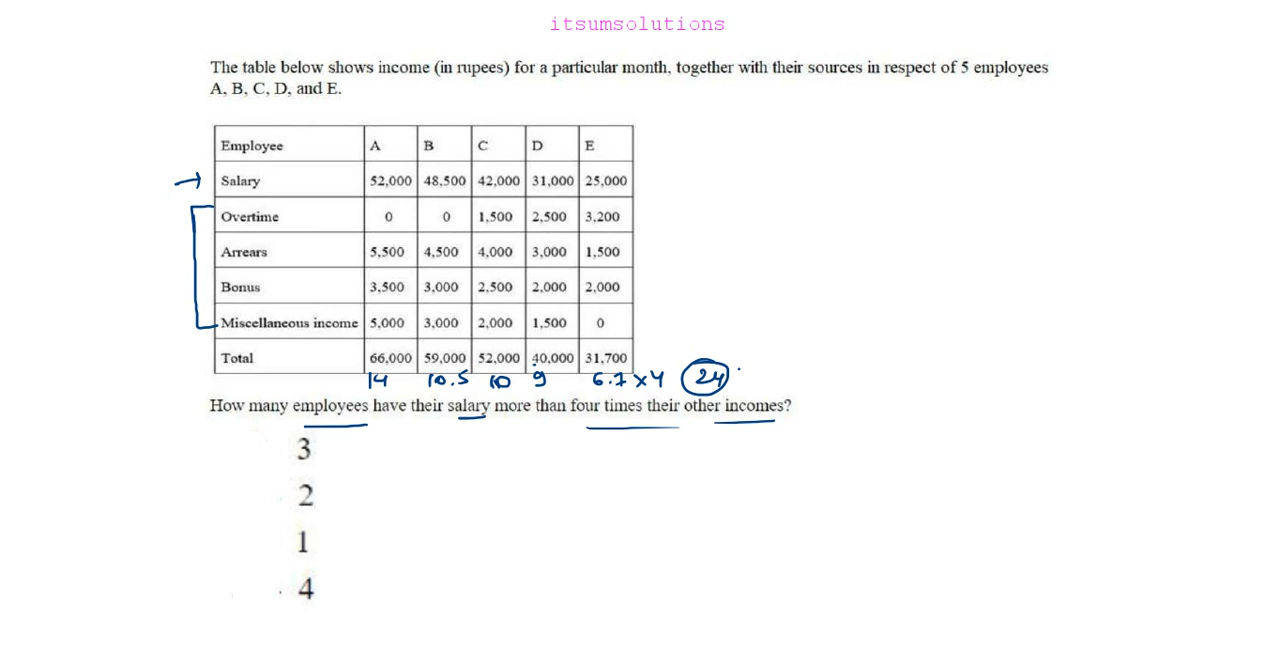 itsumsolutions
The table below shows income (in rupees) for a particular month, together with their sources in respect of 5 employees
A, B, C, D, and E.
Employee A B C D E
Salary 52,000 48,500 42,000 31,000 25,000
Overtime 0 0 1,500 2,500 3,200
Arrears 5,500 4,500 4,000 3,000 1,500
Bonus 3,500 3,000 2,500 2,000 2,000
Miscellaneous income 5,000 3,000 2,000 1,500 0
Total 66,000 59,000 52,000 40,000 31,700
14 10.5 10 9 6.7 x 4 24
How many employees have their salary more than four times their other incomes?
3
2
1
4